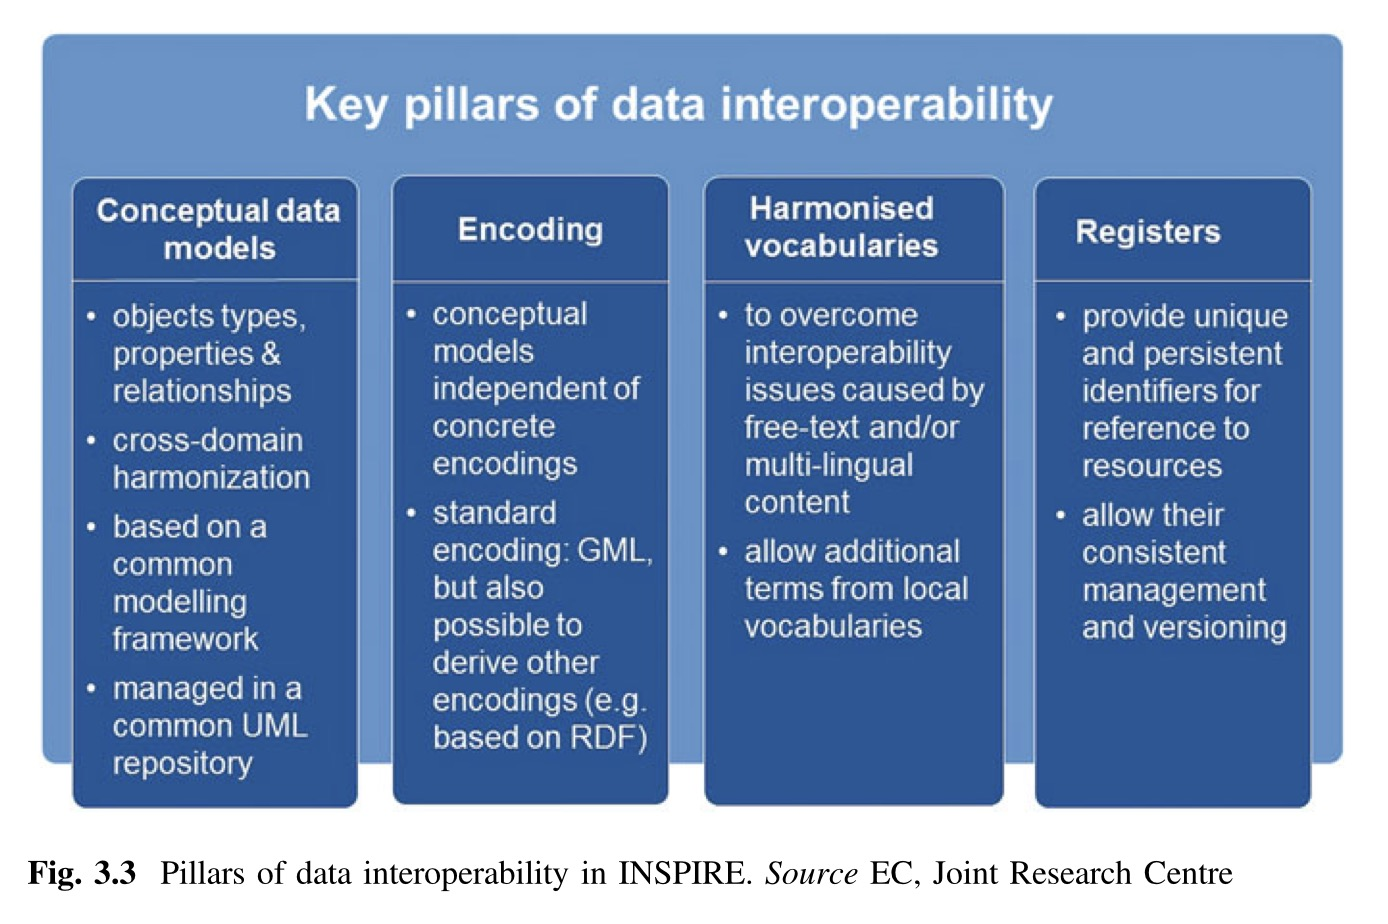 Key pillars of data interoperability
Conceptual data
models
• objects types,
properties &
relationships
• cross-domain
harmonization
• based on a
common
modelling
framework
• managed in a
common UML
repository
Encoding
• conceptual
models
independent of
concrete
encodings
• standard
encoding: GML,
but also
possible to
derive other
encodings (e.g.
based on RDF)
Harmonised
vocabularies
• to overcome
interoperability
issues caused by
free-text and/or
multi-lingual
content
• allow additional
terms from local
vocabularies
Registers
• provide unique
and persistent
identifiers for
reference to
resources
• allow their
consistent
management
and versioning
Fig. 3.3 Pillars of data interoperability in INSPIRE. Source EC, Joint Research Centre